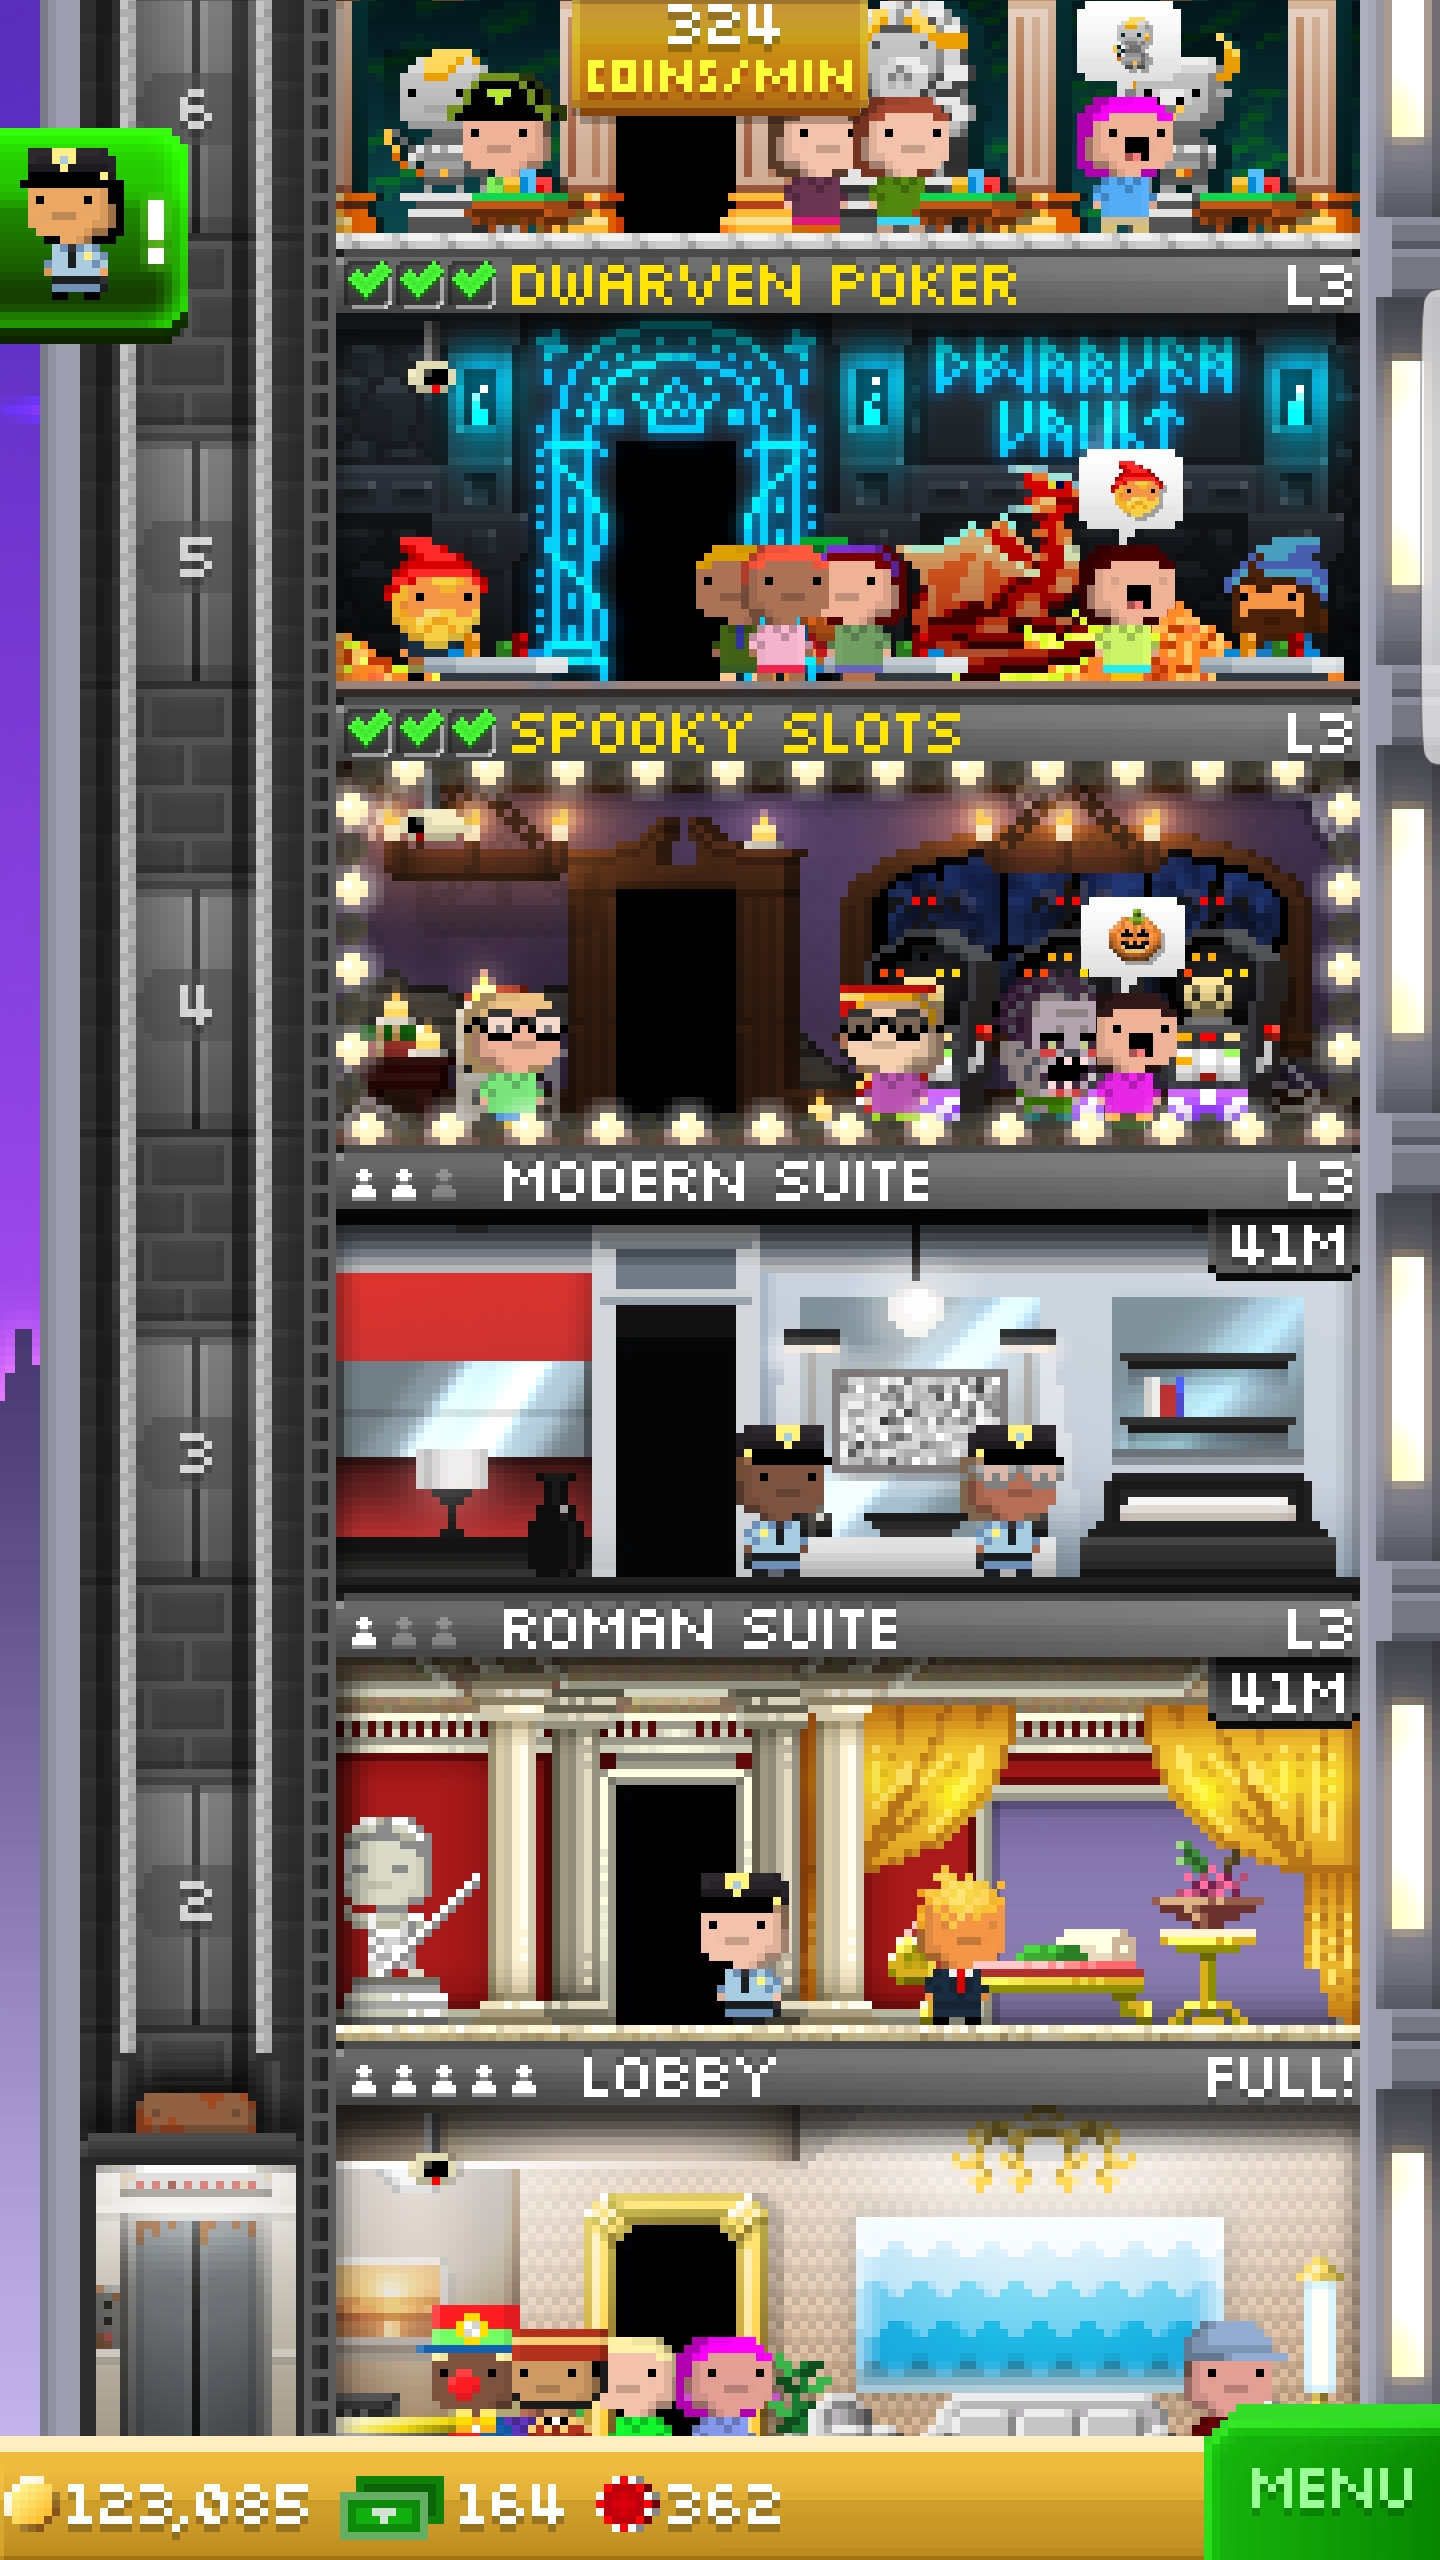 324
COINS/MIN
6
!
DWARVEN POKER L3
DWARVEN
VAULT
5
SPOOKY SLOTS L3
4
MODERN SUITE L3
41M
3
ROMAN SUITE L3
41M
2
LOBBY FULL!
123,085 164 362 MENU